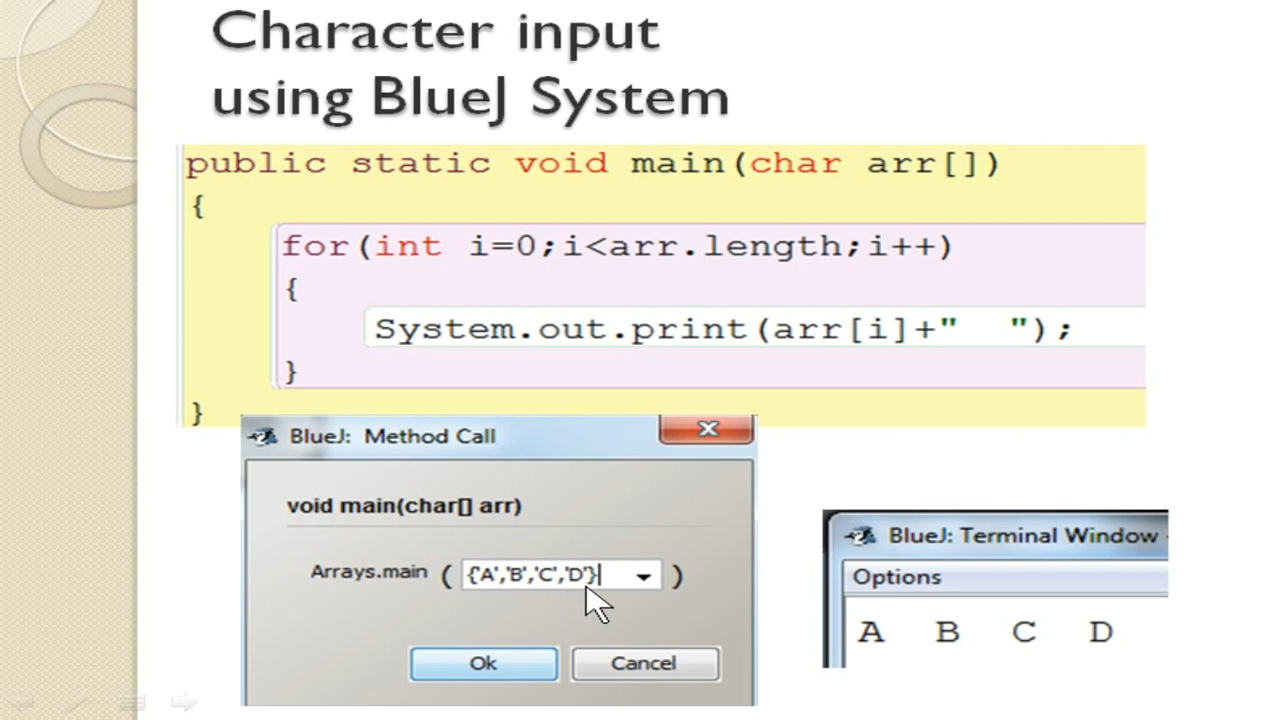 Character input
using BlueJ System
public static void main(char arr[])
{
for(int i=0;i<arr.length;i++)
{
System.out.print(arr[i]+"  ");
}
}
BlueJ: Method Call
void main(char[] arr)
Arrays.main ( {'A','B','C','D'} )
Ok Cancel
BlueJ: Terminal Window -
Options
A B C D